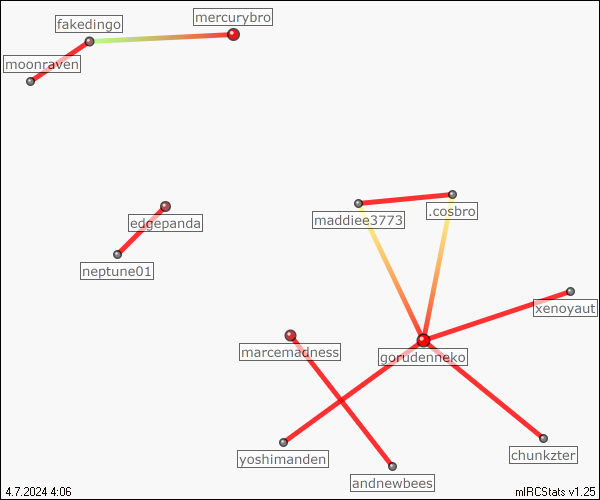 mercurybro
fakedingo
moonraven
maddiee3773
.cosbro
edgepanda
neptune01
xenoyaut
marcemadness
gorudenneko
yoshimanden
chunkzter
andnewbees
4.7.2024 4:06
mIRCStats v1.25